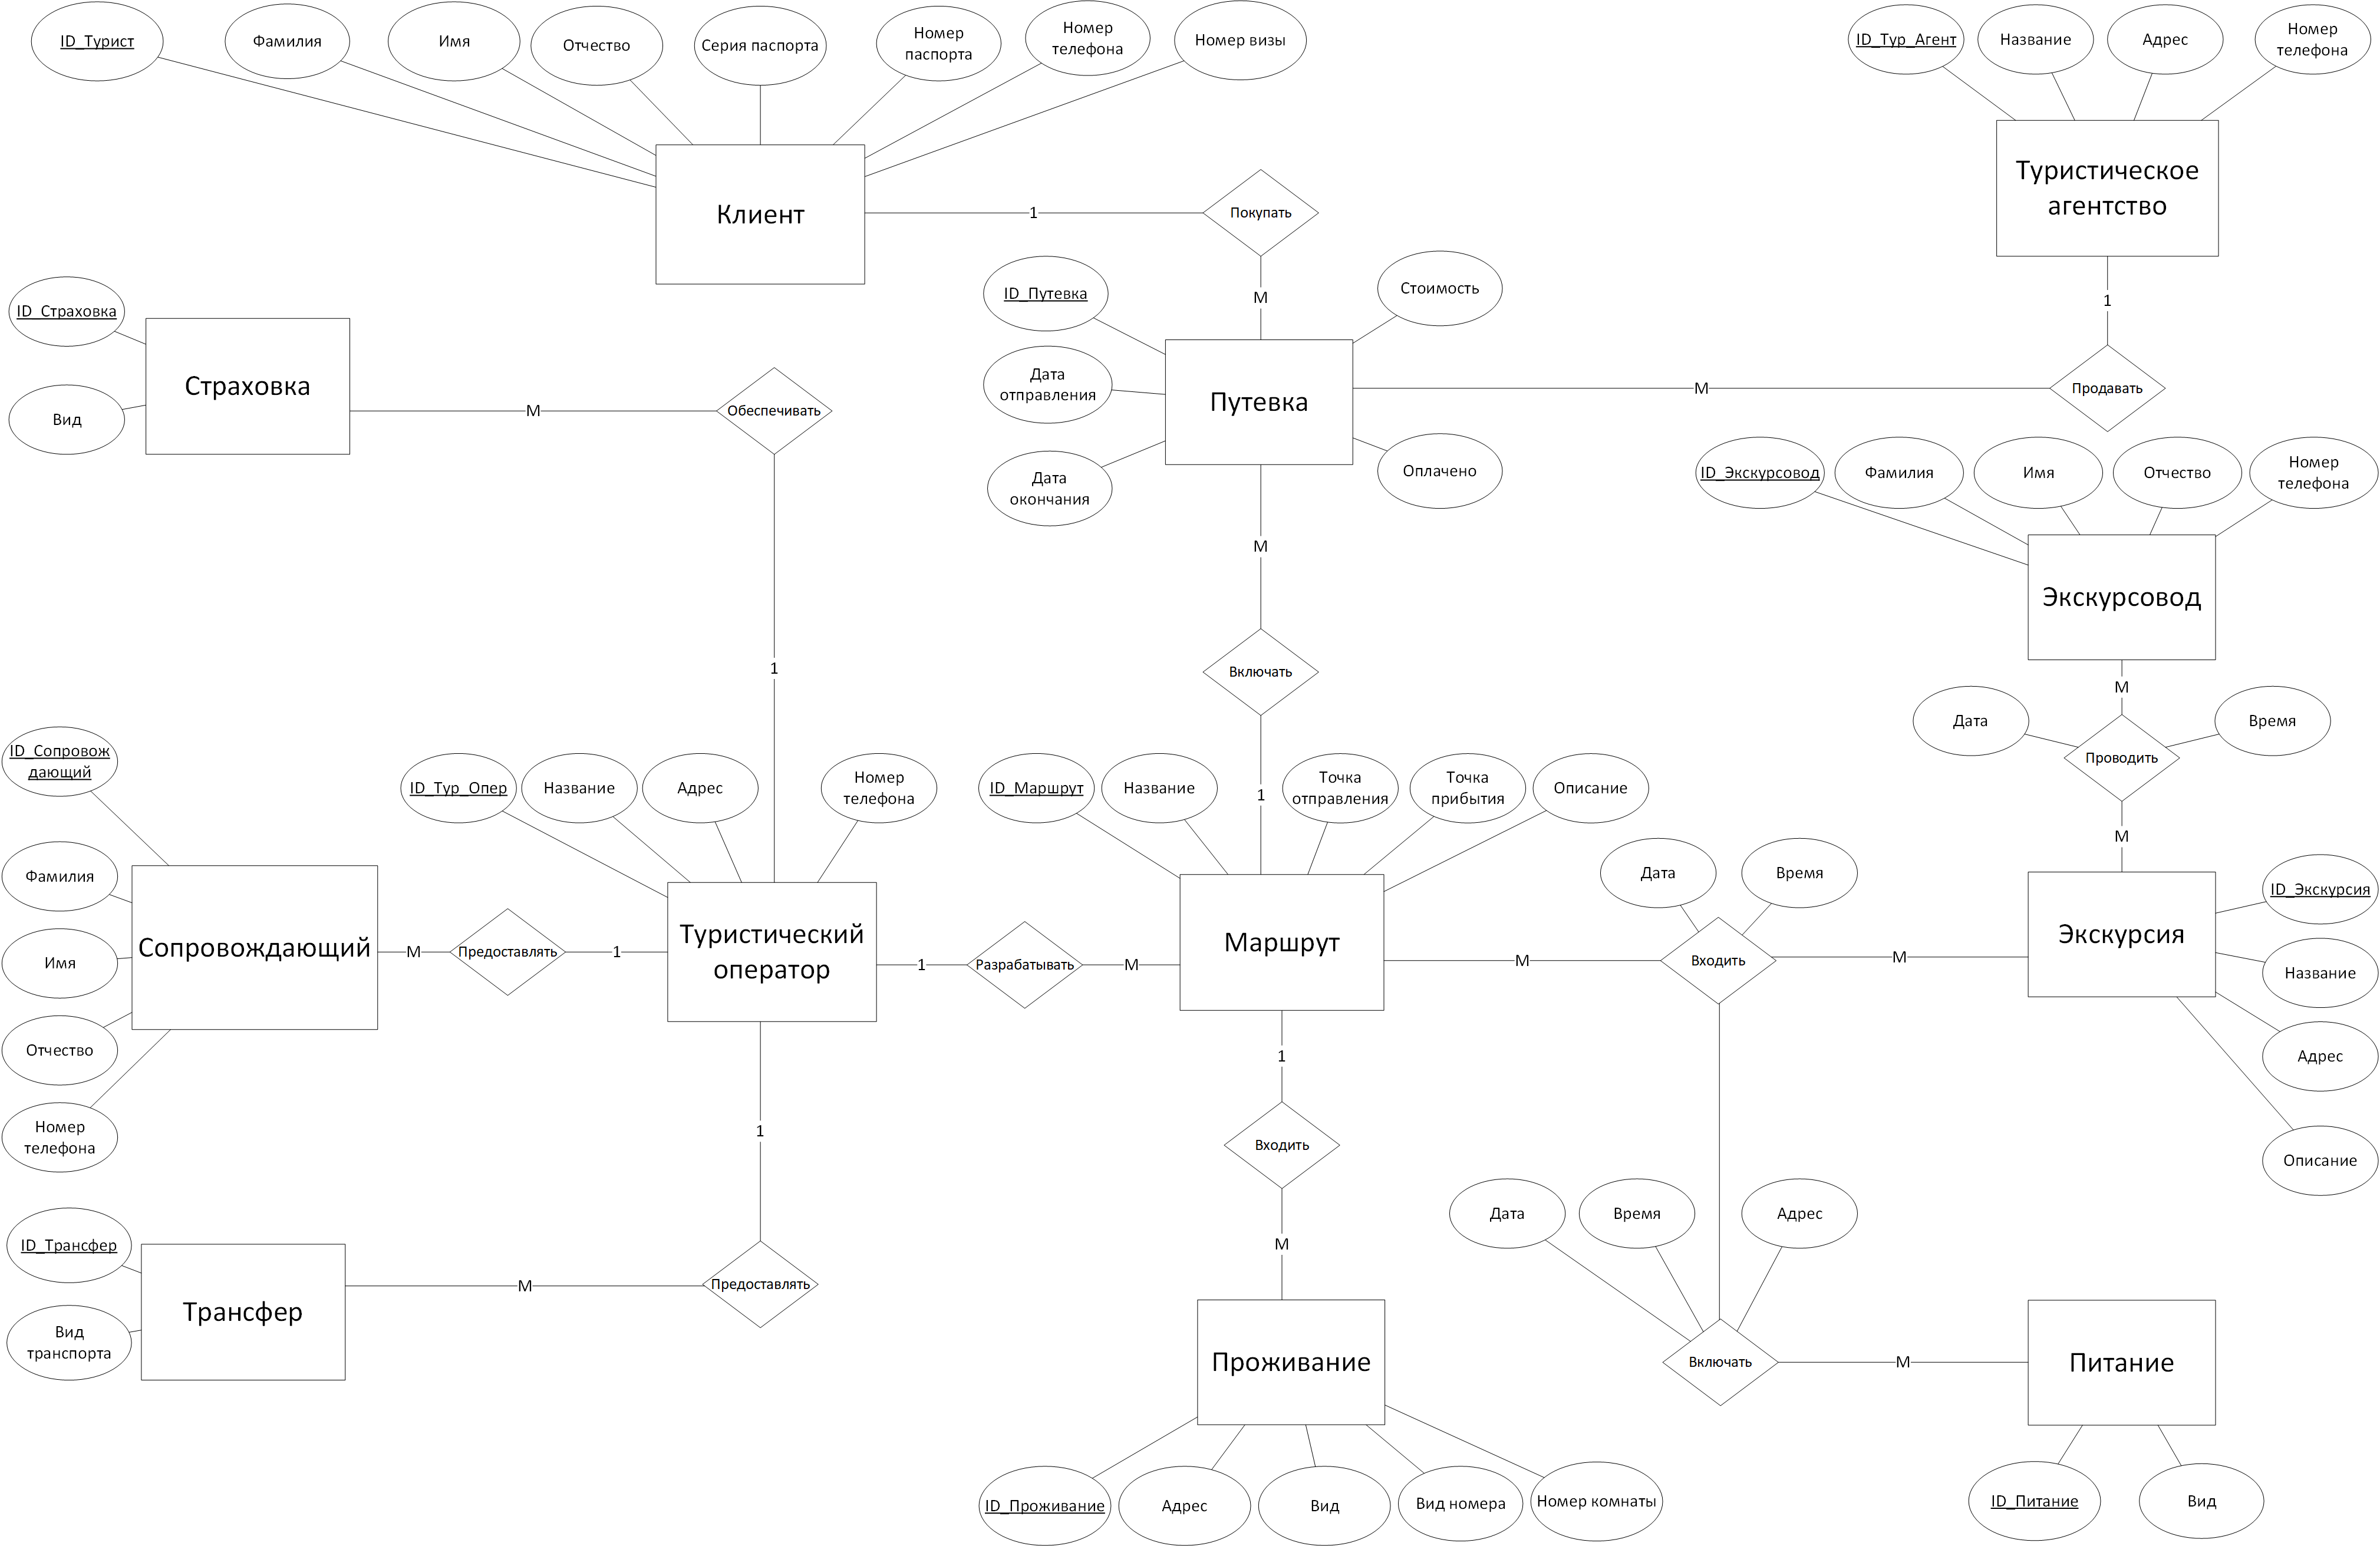 ID_Турист
Фамилия
Имя
Отчество
Серия паспорта
Номер
паспорта
Номер
телефона
Номер визы
ID_Тур_Агент
Название
Адрес
Номер
телефона
Клиент
1
Покупать
М
Туристическое
агентство
1
ID_Страховка
Вид
Страховка
М
Обеспечивать
1
ID_Путевка
Дата
отправления
Дата
окончания
Стоимость
Оплачено
Путевка
М
Продавать
ID_Экскурсовод
Фамилия
Имя
Отчество
Номер
телефона
Экскурсовод
М
Дата
Время
Проводить
М
М
Включать
1
ID_Сопровож
дающий
Фамилия
Имя
Отчество
Номер
телефона
Сопровождающий
М
Предоставлять
1
ID_Тур_Опер
Название
Адрес
Номер
телефона
Туристический
оператор
1
Разрабатывать
М
ID_Маршрут
Название
Точка
отправления
Точка
прибытия
Описание
Маршрут
М
Дата
Время
Входить
М
Экскурсия
ID_Экскурсия
Название
Адрес
Описание
1
Входить
М
1
Предоставлять
М
ID_Трансфер
Вид
транспорта
Трансфер
Дата
Время
Адрес
Включать
М
Питание
ID_Питание
Вид
Проживание
ID_Проживание
Адрес
Вид
Вид номера
Номер комнаты